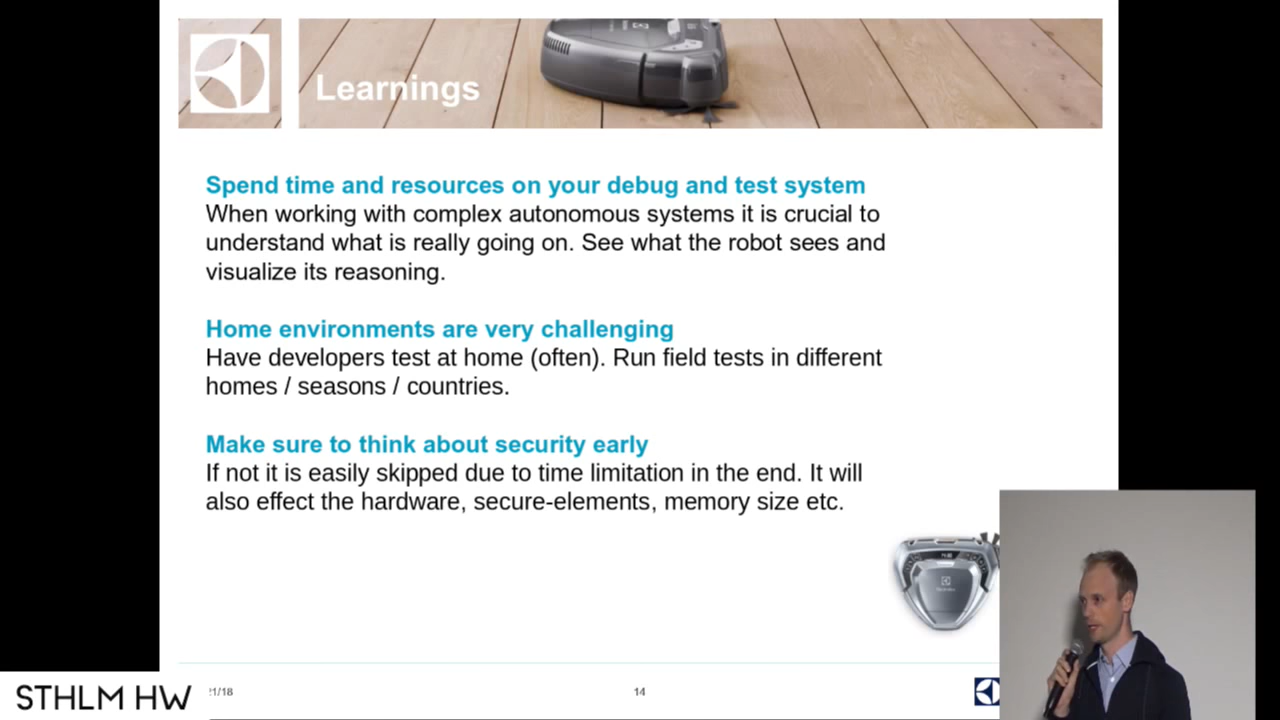 Learnings
Spend time and resources on your debug and test system
When working with complex autonomous systems it is crucial to
understand what is really going on. See what the robot sees and
visualize its reasoning.
Home environments are very challenging
Have developers test at home (often). Run field tests in different
homes / seasons / countries.
Make sure to think about security early
If not it is easily skipped due to time limitation in the end. It will
also effect the hardware, secure-elements, memory size etc.
STHLM HW
1/18
14